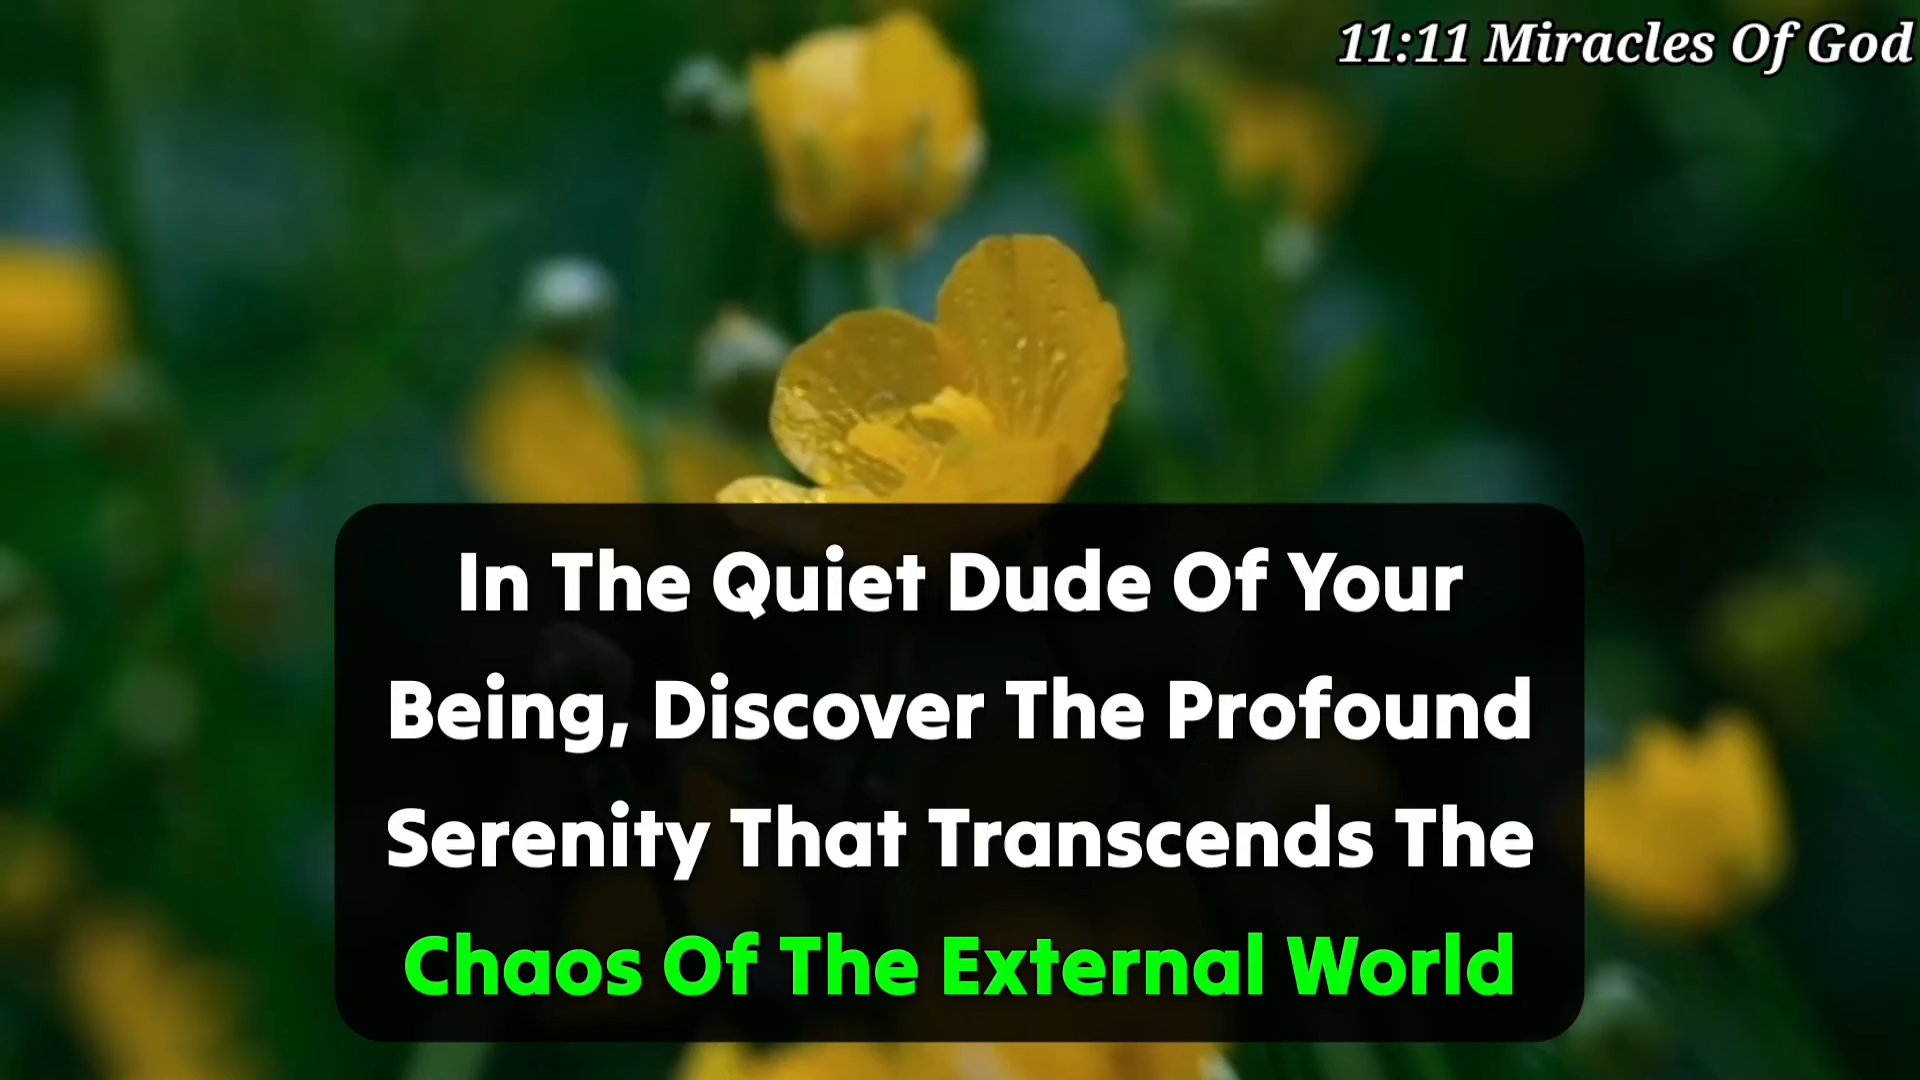 11:11 Miracles Of God
In The Quiet Dude Of Your
Being, Discover The Profound
Serenity That Transcends The
Chaos Of The External World